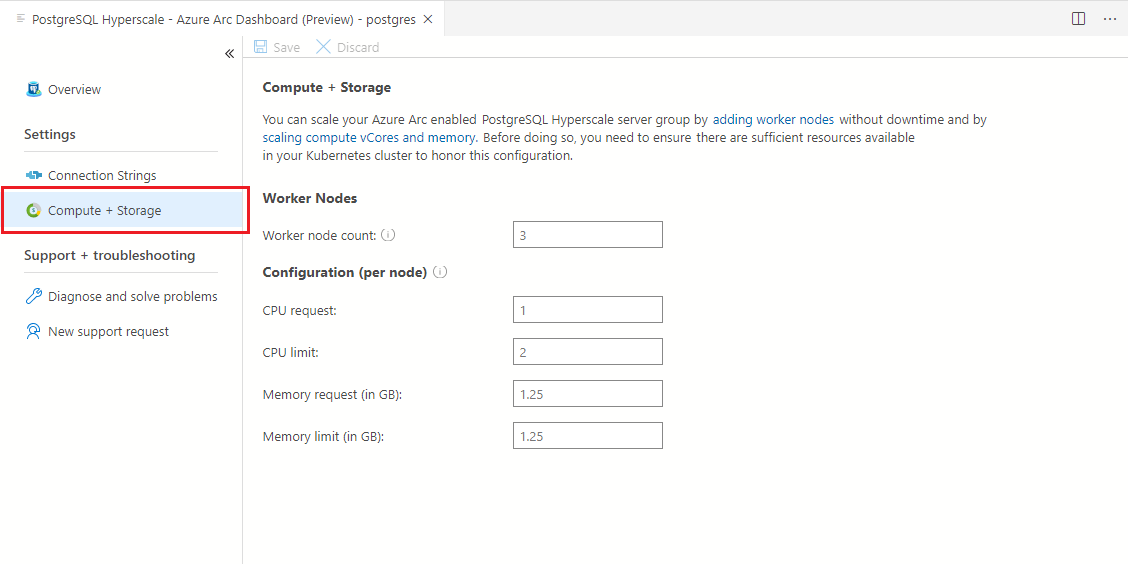 PostgreSQL Hyperscale - Azure Arc Dashboard (Preview) - postgres
Save Discard
Overview
Settings
Connection Strings
Compute + Storage
Support + troubleshooting
Diagnose and solve problems
New support request
Compute + Storage
You can scale your Azure Arc enabled PostgreSQL Hyperscale server group by adding worker nodes without downtime and by
scaling compute vCores and memory. Before doing so, you need to ensure there are sufficient resources available
in your Kubernetes cluster to honor this configuration.
Worker Nodes
Worker node count: 3
Configuration (per node)
CPU request: 1
CPU limit: 2
Memory request (in GB): 1.25
Memory limit (in GB): 1.25